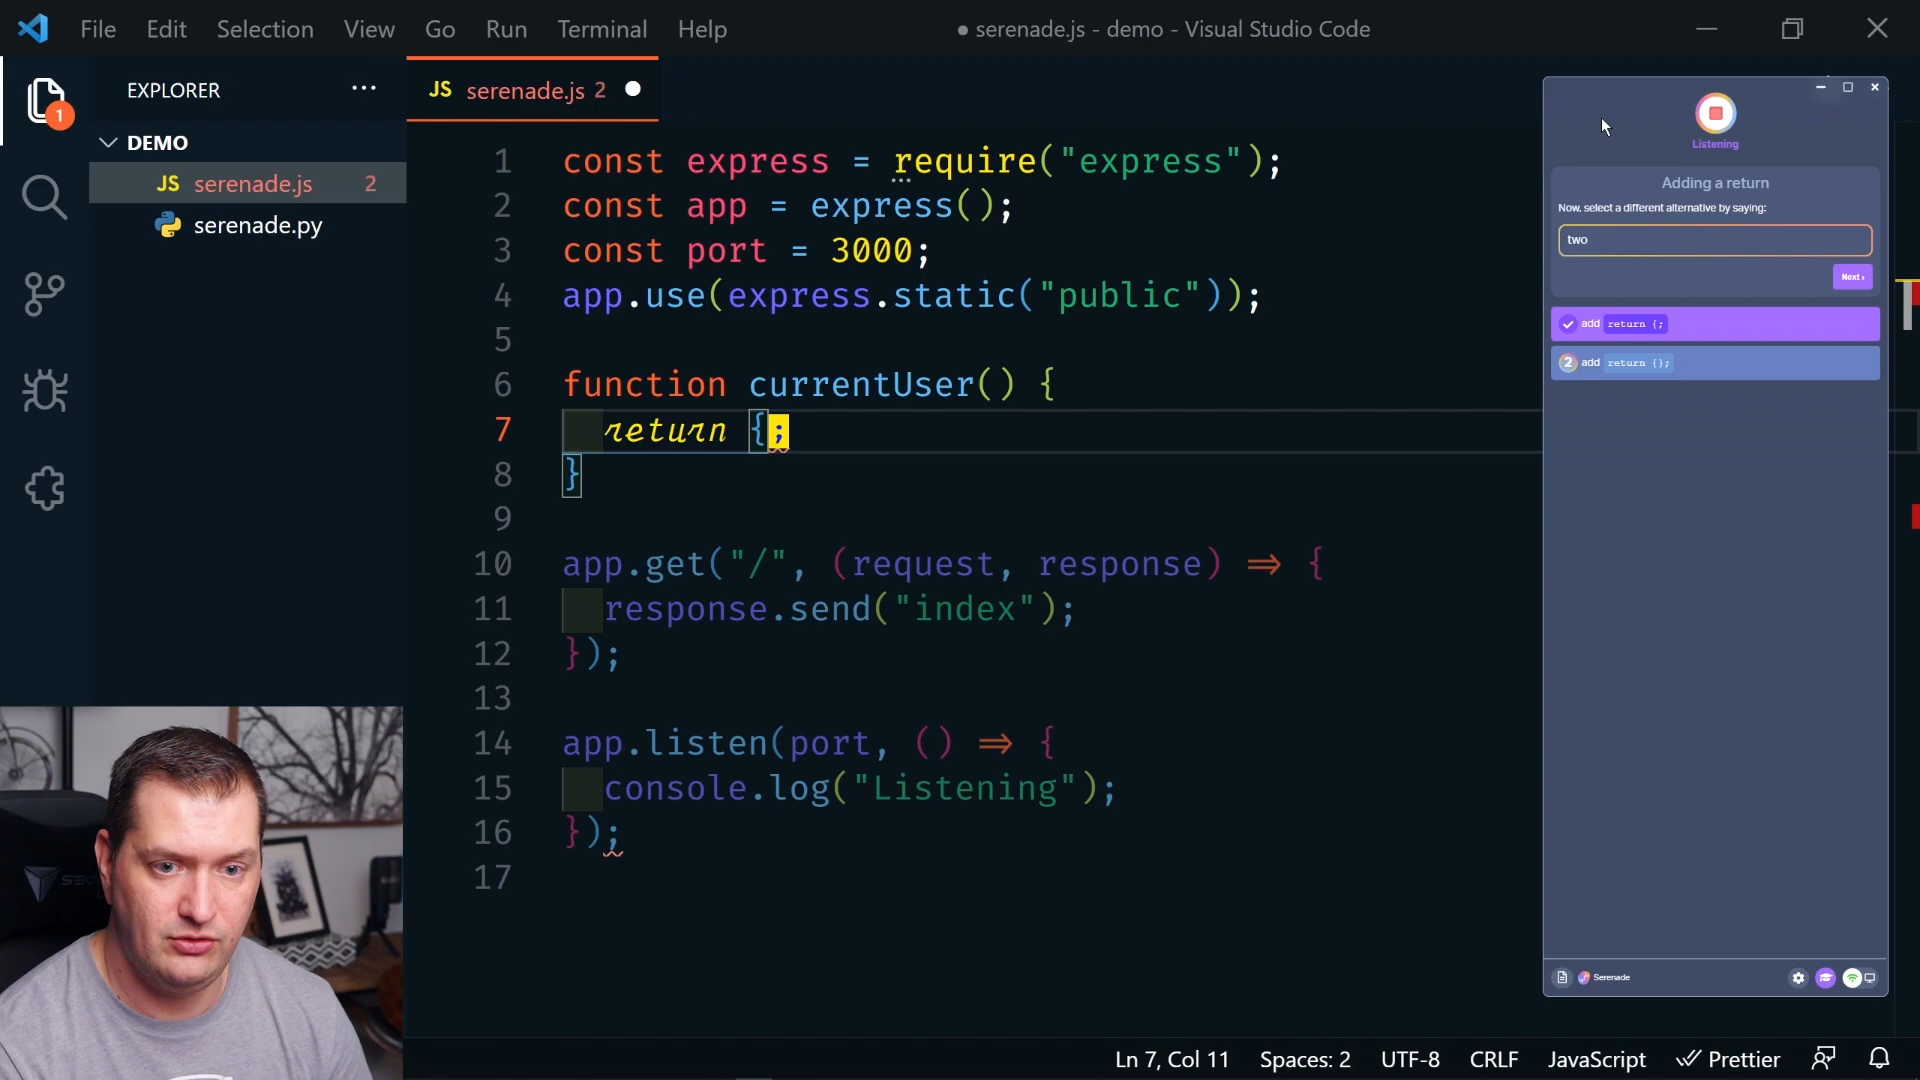 File Edit Selection View Go Run Terminal Help
● serenade.js - demo - Visual Studio Code
EXPLORER ···
JS serenade.js 2 ●
1
DEMO
JS serenade.js 2
serenade.py
1 const express = require("express");
2 const app = express();
3 const port = 3000;
4 app.use(express.static("public"));
5
6 function currentUser() {
7 return {;
8 }
9
10 app.get("/", (request, response) => {
11 response.send("index");
12 });
13
14 app.listen(port, () => {
15 console.log("Listening");
16 });
17
Listening
Adding a return
Now, select a different alternative by saying:
two
Next ›
add return {;
2 add return {};
Serenade
Ln 7, Col 11 Spaces: 2 UTF-8 CRLF JavaScript Prettier